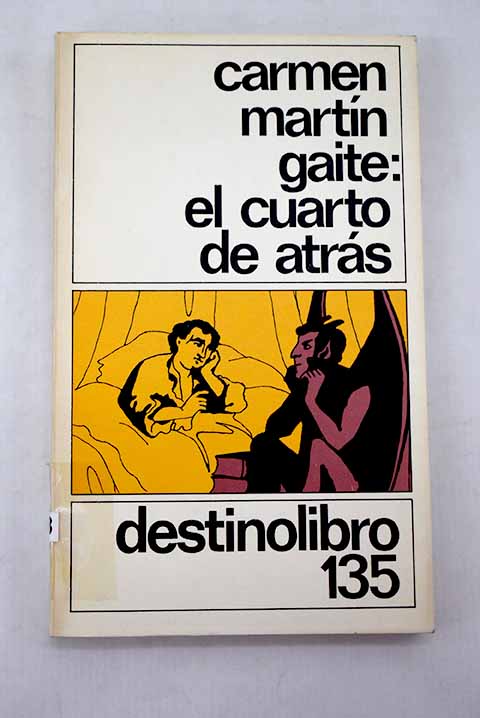 carmen
martín
gaite:
el cuarto
de atrás
destinolibro
135